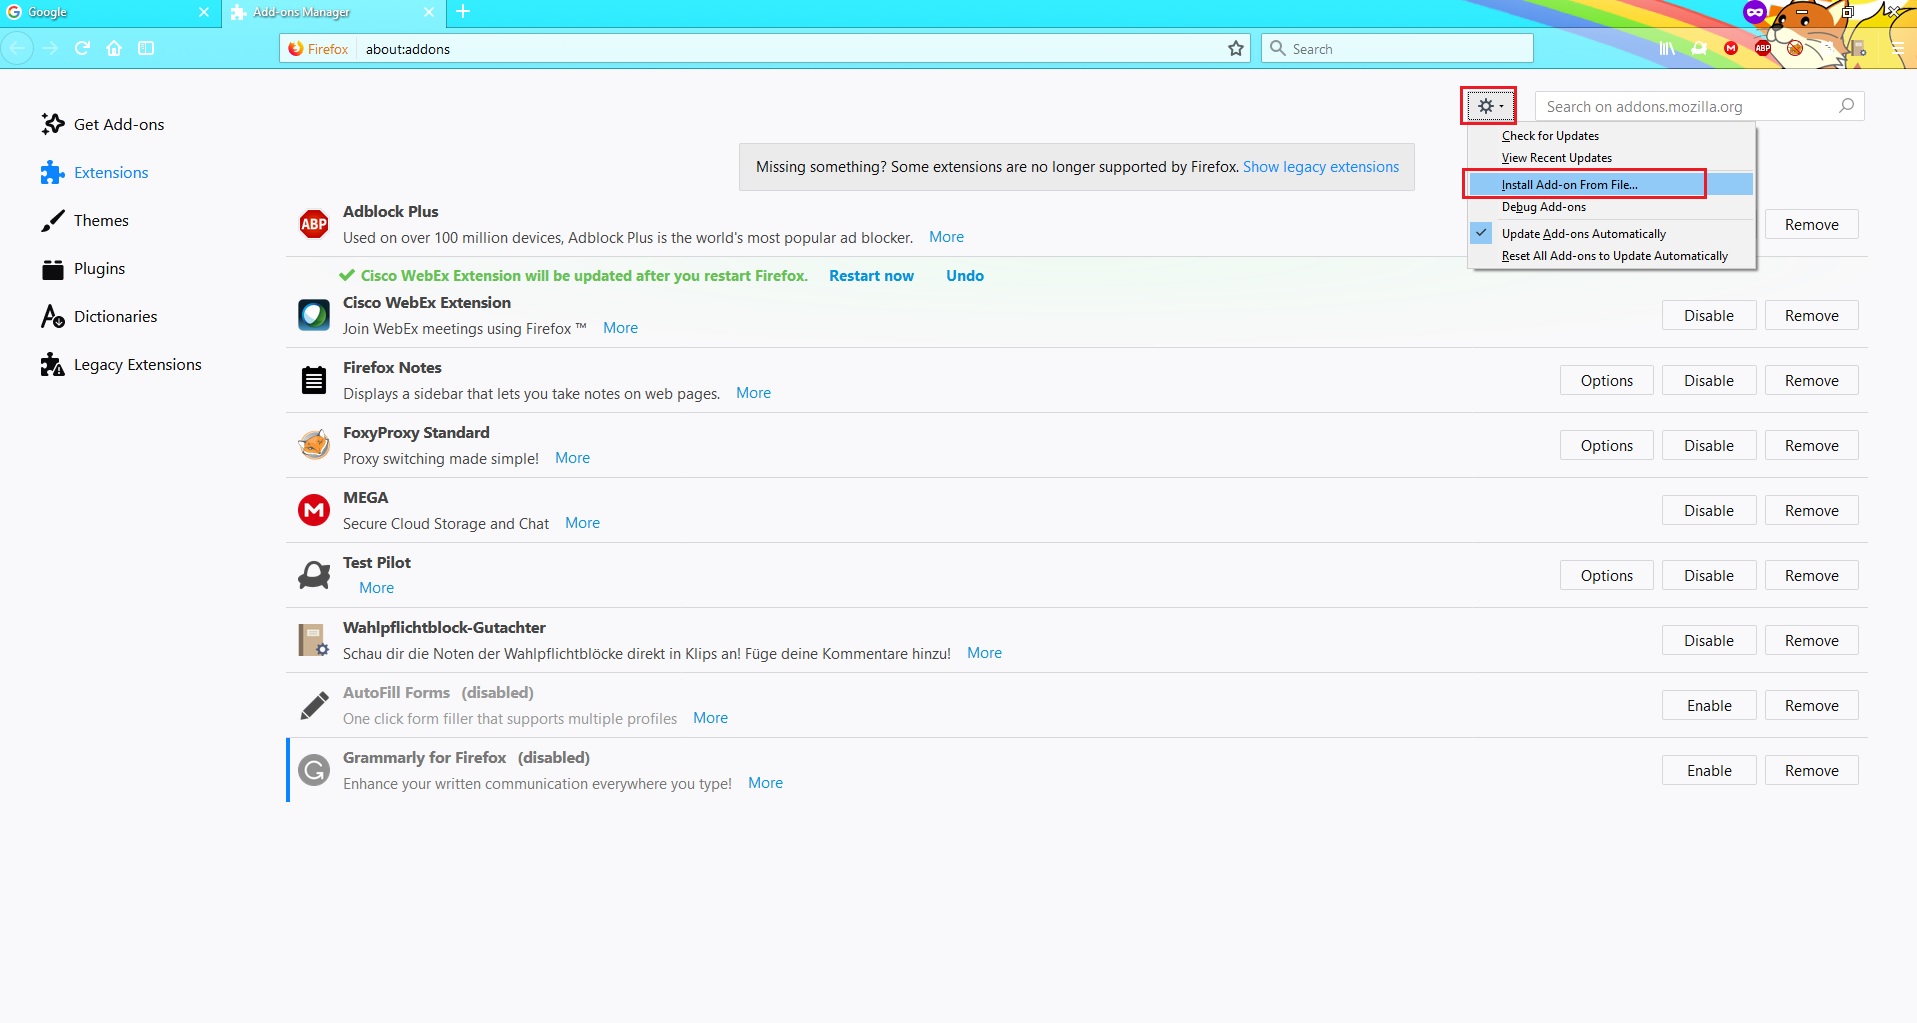 Google
Add-ons Manager
Firefox
about:addons
Search
ABP
Search on addons.mozilla.org
Check for Updates
View Recent Updates
Install Add-on From File...
Debug Add-ons
Update Add-ons Automatically
Reset All Add-ons to Update Automatically
Get Add-ons
Extensions
Themes
Plugins
Dictionaries
Legacy Extensions
Missing something? Some extensions are no longer supported by Firefox. Show legacy extensions
ABP
Adblock Plus
Used on over 100 million devices, Adblock Plus is the world's most popular ad blocker. More
Remove
Cisco WebEx Extension will be updated after you restart Firefox. Restart now Undo
Cisco WebEx Extension
Join WebEx meetings using Firefox ™ More
Disable Remove
Firefox Notes
Displays a sidebar that lets you take notes on web pages. More
Options Disable Remove
FoxyProxy Standard
Proxy switching made simple! More
Options Disable Remove
MEGA
Secure Cloud Storage and Chat More
Disable Remove
Test Pilot
More
Options Disable Remove
Wahlpflichtblock-Gutachter
Schau dir die Noten der Wahlpflichtblöcke direkt in Klips an! Füge deine Kommentare hinzu! More
Disable Remove
AutoFill Forms (disabled)
One click form filler that supports multiple profiles More
Enable Remove
Grammarly for Firefox (disabled)
Enhance your written communication everywhere you type! More
Enable Remove